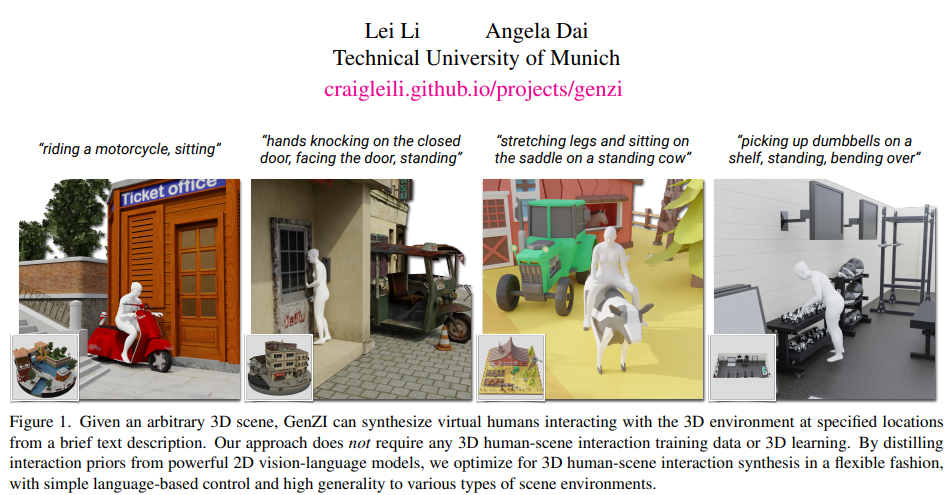 Lei Li Angela Dai
Technical University of Munich
craigleili.github.io/projects/genzi
“riding a motorcycle, sitting”
“hands knocking on the closed
door, facing the door, standing”
“stretching legs and sitting on
the saddle on a standing cow”
“picking up dumbbells on a
shelf, standing, bending over”
Ticket office
Figure 1. Given an arbitrary 3D scene, GenZI can synthesize virtual humans interacting with the 3D environment at specified locations
from a brief text description. Our approach does not require any 3D human-scene interaction training data or 3D learning. By distilling
interaction priors from powerful 2D vision-language models, we optimize for 3D human-scene interaction synthesis in a flexible fashion,
with simple language-based control and high generality to various types of scene environments.